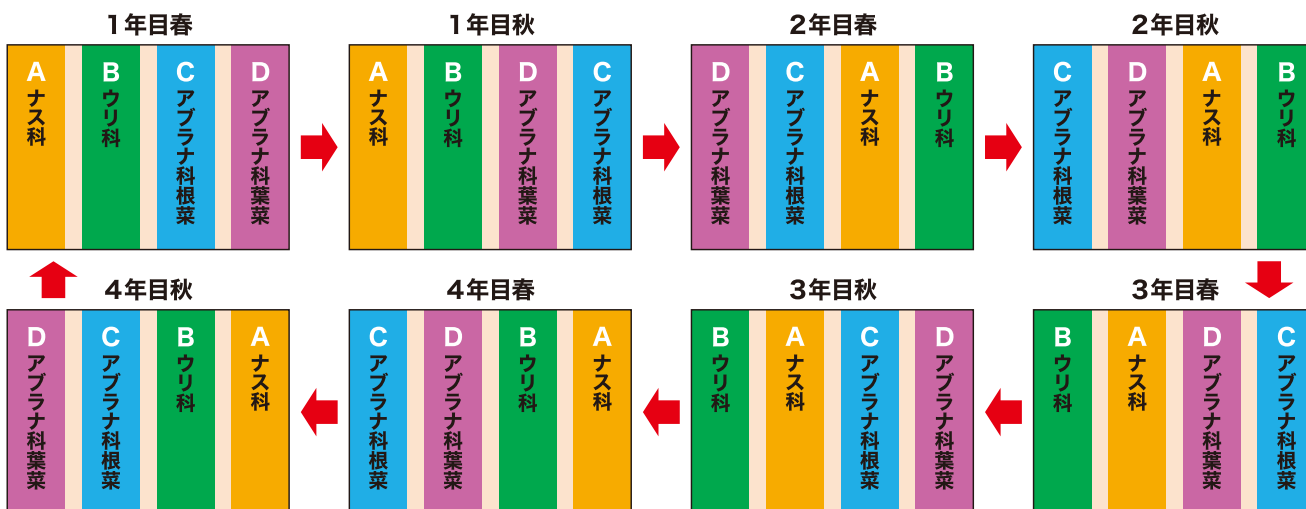 1年目春
A
ナス科
B
ウリ科
C
アブラナ科根菜
D
アブラナ科葉菜
1年目秋
A
ナス科
B
ウリ科
D
アブラナ科葉菜
C
アブラナ科根菜
2年目春
D
アブラナ科葉菜
C
アブラナ科根菜
A
ナス科
B
ウリ科
2年目秋
C
アブラナ科根菜
D
アブラナ科葉菜
A
ナス科
B
ウリ科
3年目春
B
ウリ科
A
ナス科
D
アブラナ科葉菜
C
アブラナ科根菜
3年目秋
B
ウリ科
A
ナス科
C
アブラナ科根菜
D
アブラナ科葉菜
4年目春
C
アブラナ科根菜
D
アブラナ科葉菜
B
ウリ科
A
ナス科
4年目秋
D
アブラナ科葉菜
C
アブラナ科根菜
B
ウリ科
A
ナス科